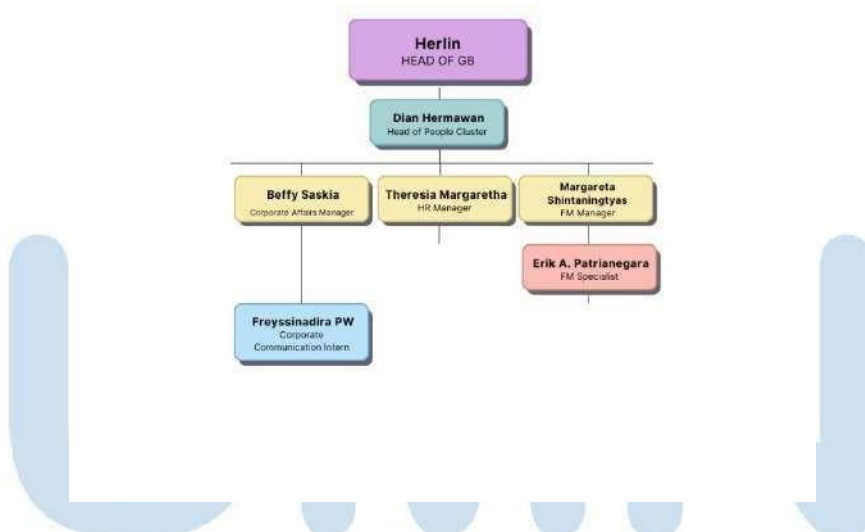 Herlin
HEAD OF GB
Dian Hermawan
Head of People Cluster
Beffy Saskia
Corporate Affairs Manager
Theresia Margaretha
HR Manager
Margareta
Shintaningtyas
FM Manager
Erik A. Patrianegara
FM Specialist
Freyssinadira PW
Corporate
Communication Intern